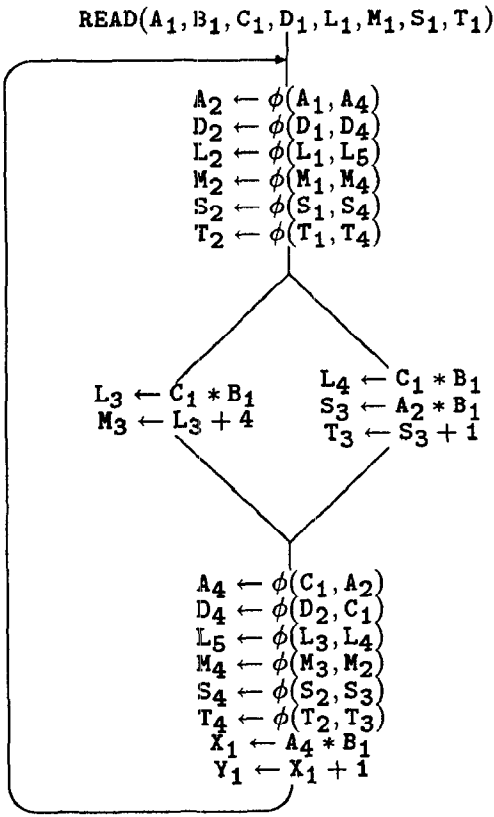 READ(A₁,B₁,C₁,D₁,L₁,M₁,S₁,T₁)
A₂ ← ϕ(A₁,A₄)
D₂ ← ϕ(D₁,D₄)
L₂ ← ϕ(L₁,L₅)
M₂ ← ϕ(M₁,M₄)
S₂ ← ϕ(S₁,S₄)
T₂ ← ϕ(T₁,T₄)
L₃ ← C₁ * B₁
M₃ ← L₃ + 4
L₄ ← C₁ * B₁
S₃ ← A₂ * B₁
T₃ ← S₃ + 1
A₄ ← ϕ(C₁,A₂)
D₄ ← ϕ(D₂,C₁)
L₅ ← ϕ(L₃,L₄)
M₄ ← ϕ(M₃,M₂)
S₄ ← ϕ(S₂,S₃)
T₄ ← ϕ(T₂,T₃)
X₁ ← A₄ * B₁
Y₁ ← X₁ + 1